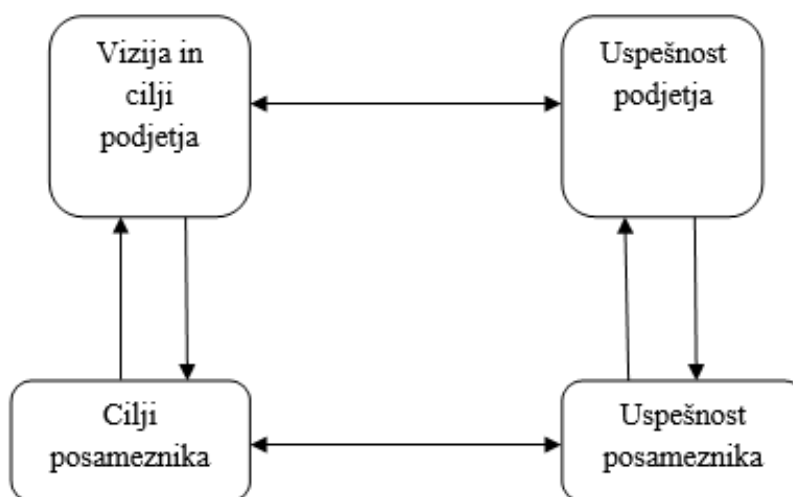 Vizija in
cilji
podjetja
Uspešnost
podjetja
Cilji
posameznika
Uspešnost
posameznika